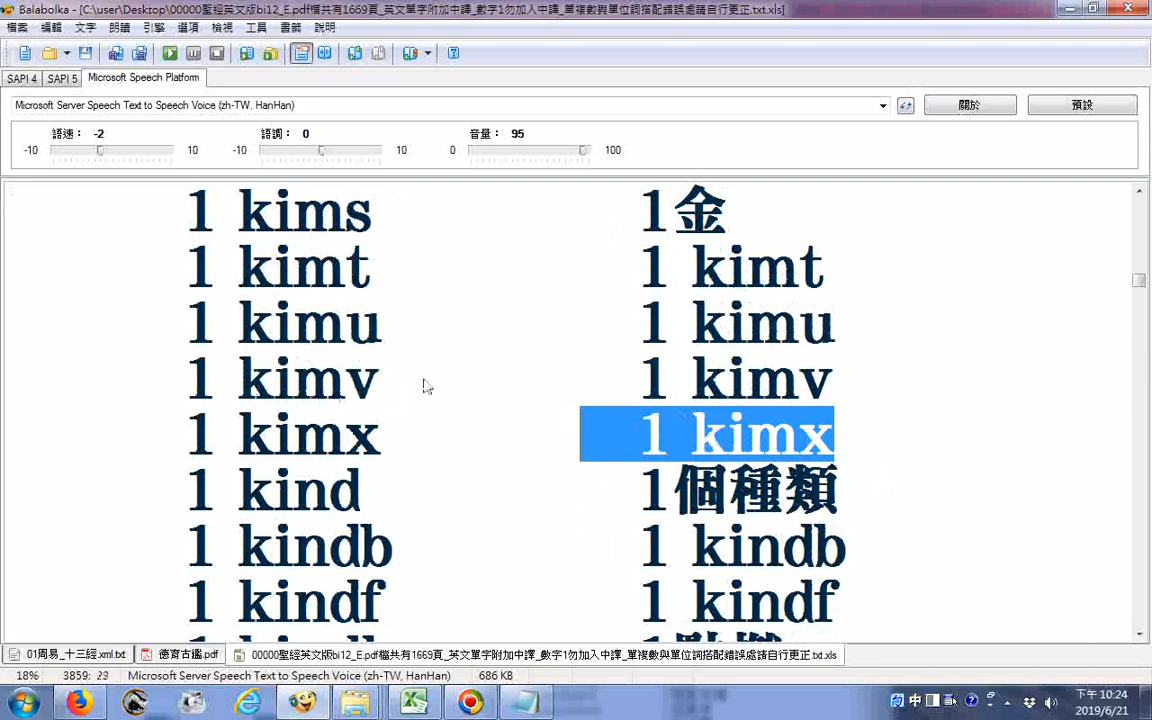 Balabolka - [C:\user\Desktop\00000聖經英文版bi12_E.pdf檔共有1669頁_英文單字附加中譯_數字1勿加入中譯_單複數與單位詞搭配錯誤處請自行更正.txt.xls]
檔案 編輯 文字 朗讀 引擎 選項 檢視 工具 書籤 說明
SAPI 4 SAPI 5 Microsoft Speech Platform
Microsoft Server Speech Text to Speech Voice (zh-TW, HanHan) 關於 預設
語速： -2 語調： 0 音量： 95
-10 10 -10 10 0 100
1 kims 1金
1 kimt 1 kimt
1 kimu 1 kimu
1 kimv 1 kimv
1 kimx 1 kimx
1 kind 1個種類
1 kindb 1 kindb
1 kindf 1 kindf
01周易_十三經.xml.txt 德育古鑑.pdf 00000聖經英文版bi12_E.pdf檔共有1669頁_英文單字附加中譯_數字1勿加入中譯_單複數與單位詞搭配錯誤處請自行更正.txt.xls
18% 3859: 23 Microsoft Server Speech Text to Speech Voice (zh-TW, HanHan) 686 KB
中 下午 10:24
2019/6/21